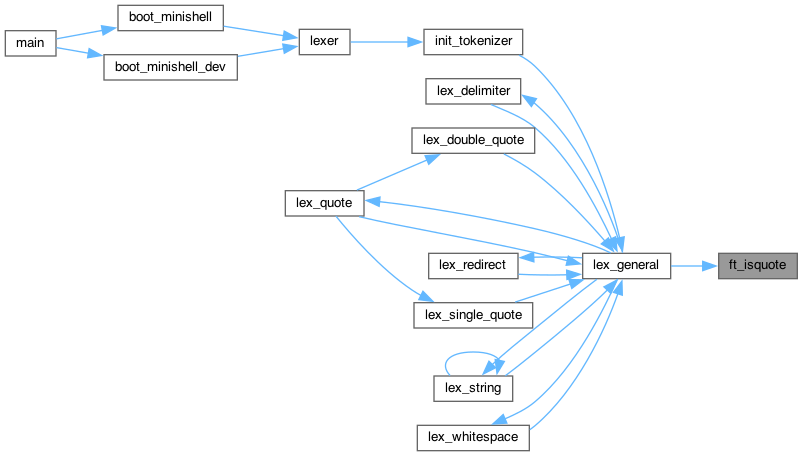 main
boot_minishell
boot_minishell_dev
lexer
init_tokenizer
lex_delimiter
lex_double_quote
lex_quote
lex_redirect
lex_general
ft_isquote
lex_single_quote
lex_string
lex_whitespace